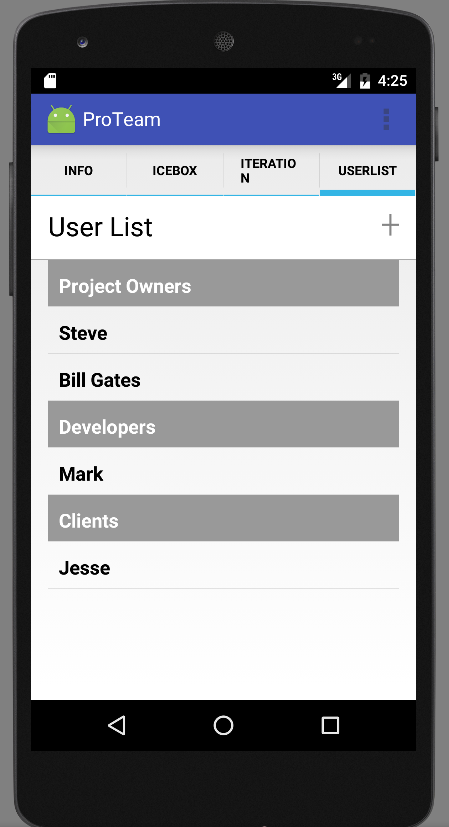 3G 4:25
ProTeam
INFO ICEBOX ITERATIO
N USERLIST
User List
Project Owners
Steve
Bill Gates
Developers
Mark
Clients
Jesse